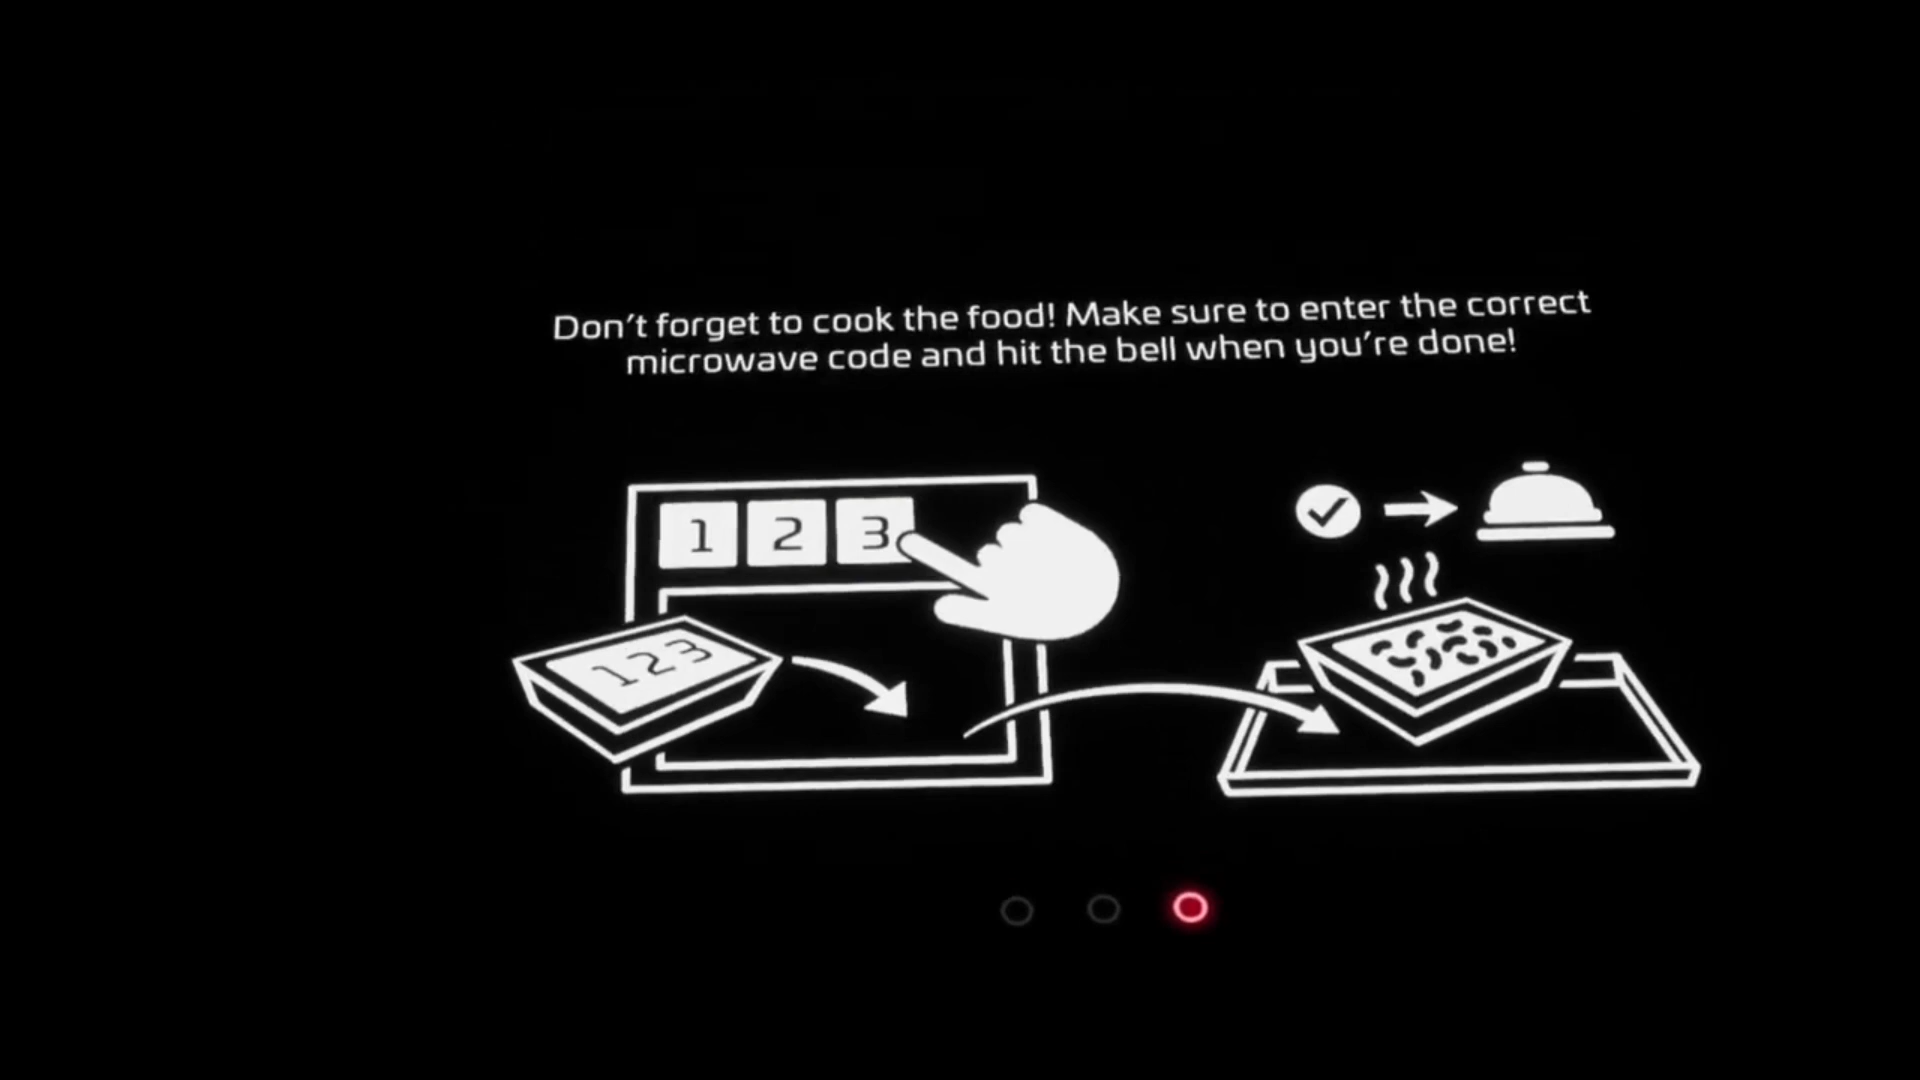 Don't forget to cook the food! Make sure to enter the correct
microwave code and hit the bell when you're done!
1 2 3
123